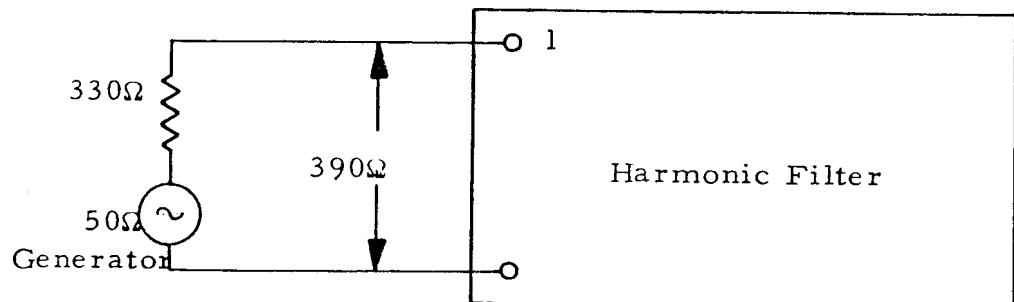 1
330Ω
390Ω
Harmonic Filter
50Ω
Generator